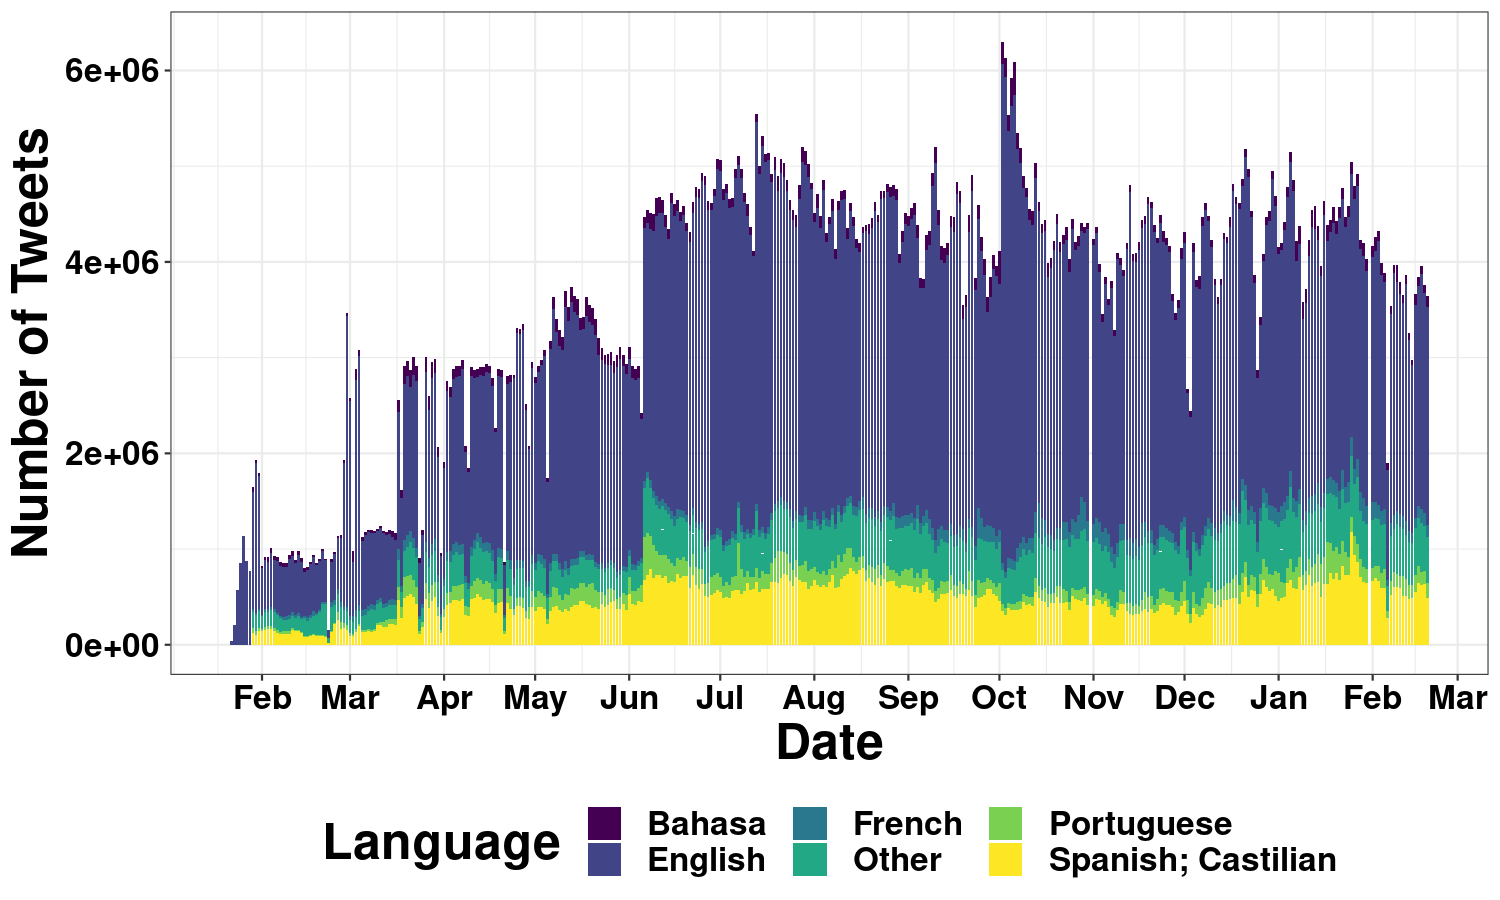 Number of Tweets
6e+06
4e+06
2e+06
0e+00
Feb Mar Apr May Jun Jul Aug Sep Oct Nov Dec Jan Feb Mar
Date
Language
Bahasa French Portuguese
English Other Spanish; Castilian